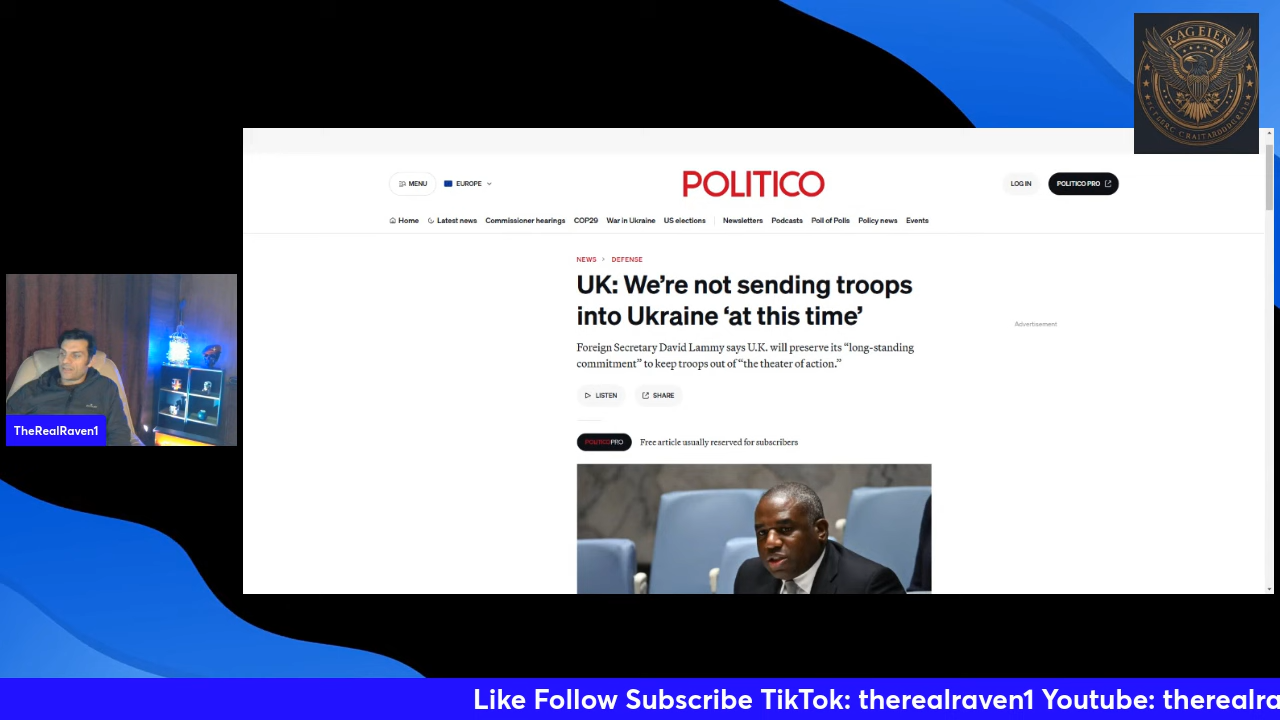 RAGEIEN
MENU
EUROPE
POLITICO
LOG IN
POLITICO PRO
Home
Latest news
Commissioner hearings
COP29
War in Ukraine
US elections
Newsletters
Podcasts
Poll of Polls
Policy news
Events
NEWS > DEFENSE
UK: We’re not sending troops
into Ukraine ‘at this time’
Advertisement
Foreign Secretary David Lammy says U.K. will preserve its “long-standing
commitment” to keep troops out of “the theater of action.”
LISTEN
SHARE
POLITICO PRO
Free article usually reserved for subscribers
TheRealRaven1
Like Follow Subscribe TikTok: therealraven1 Youtube: therealra